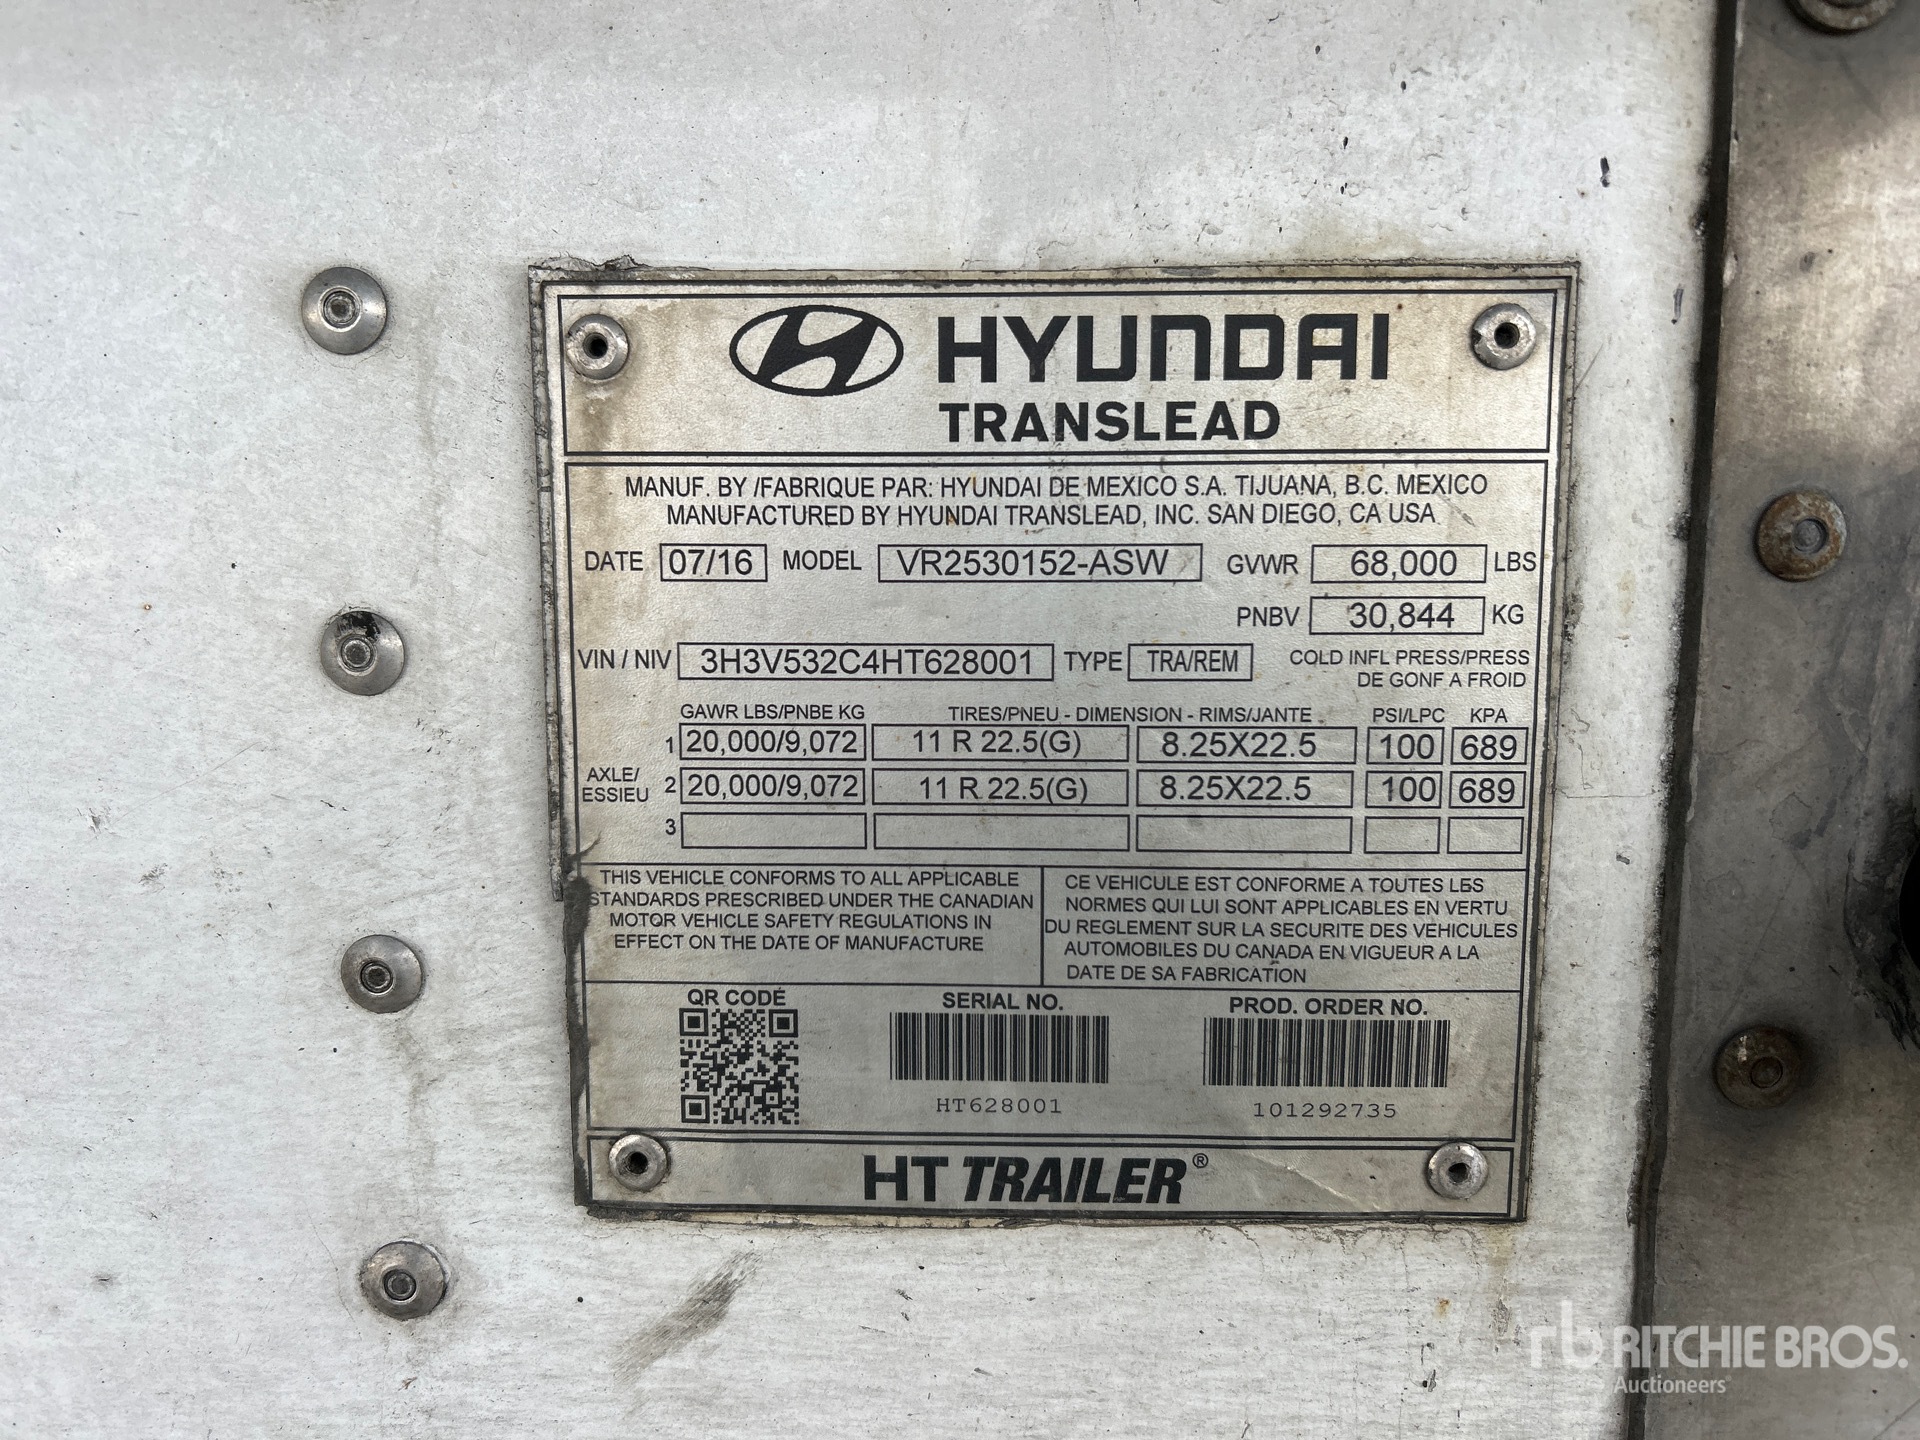 HYUNDAI
TRANSLEAD
MANUF. BY /FABRIQUE PAR: HYUNDAI DE MEXICO S.A. TIJUANA, B.C. MEXICO
MANUFACTURED BY HYUNDAI TRANSLEAD, INC. SAN DIEGO, CA USA
DATE 07/16 MODEL VR2530152-ASW GVWR 68,000 LBS
PNBV 30,844 KG
VIN / NIV 3H3V532C4HT628001 TYPE TRA/REM COLD INFL PRESS/PRESS
DE GONF A FROID
GAWR LBS/PNBE KG TIRES/PNEU - DIMENSION - RIMS/JANTE PSI/LPC KPA
1 20,000/9,072 11 R 22.5(G) 8.25X22.5 100 689
AXLE/
ESSIEU 2 20,000/9,072 11 R 22.5(G) 8.25X22.5 100 689
3
THIS VEHICLE CONFORMS TO ALL APPLICABLE
STANDARDS PRESCRIBED UNDER THE CANADIAN
MOTOR VEHICLE SAFETY REGULATIONS IN
EFFECT ON THE DATE OF MANUFACTURE
CE VEHICULE EST CONFORME A TOUTES LES
NORMES QUI LUI SONT APPLICABLES EN VERTU
DU REGLEMENT SUR LA SECURITE DES VEHICULES
AUTOMOBILES DU CANADA EN VIGUEUR A LA
DATE DE SA FABRICATION
QR CODE SERIAL NO. PROD. ORDER NO.
HT628001 101292735
HT TRAILER®
rb RITCHIE BROS.
Auctioneers